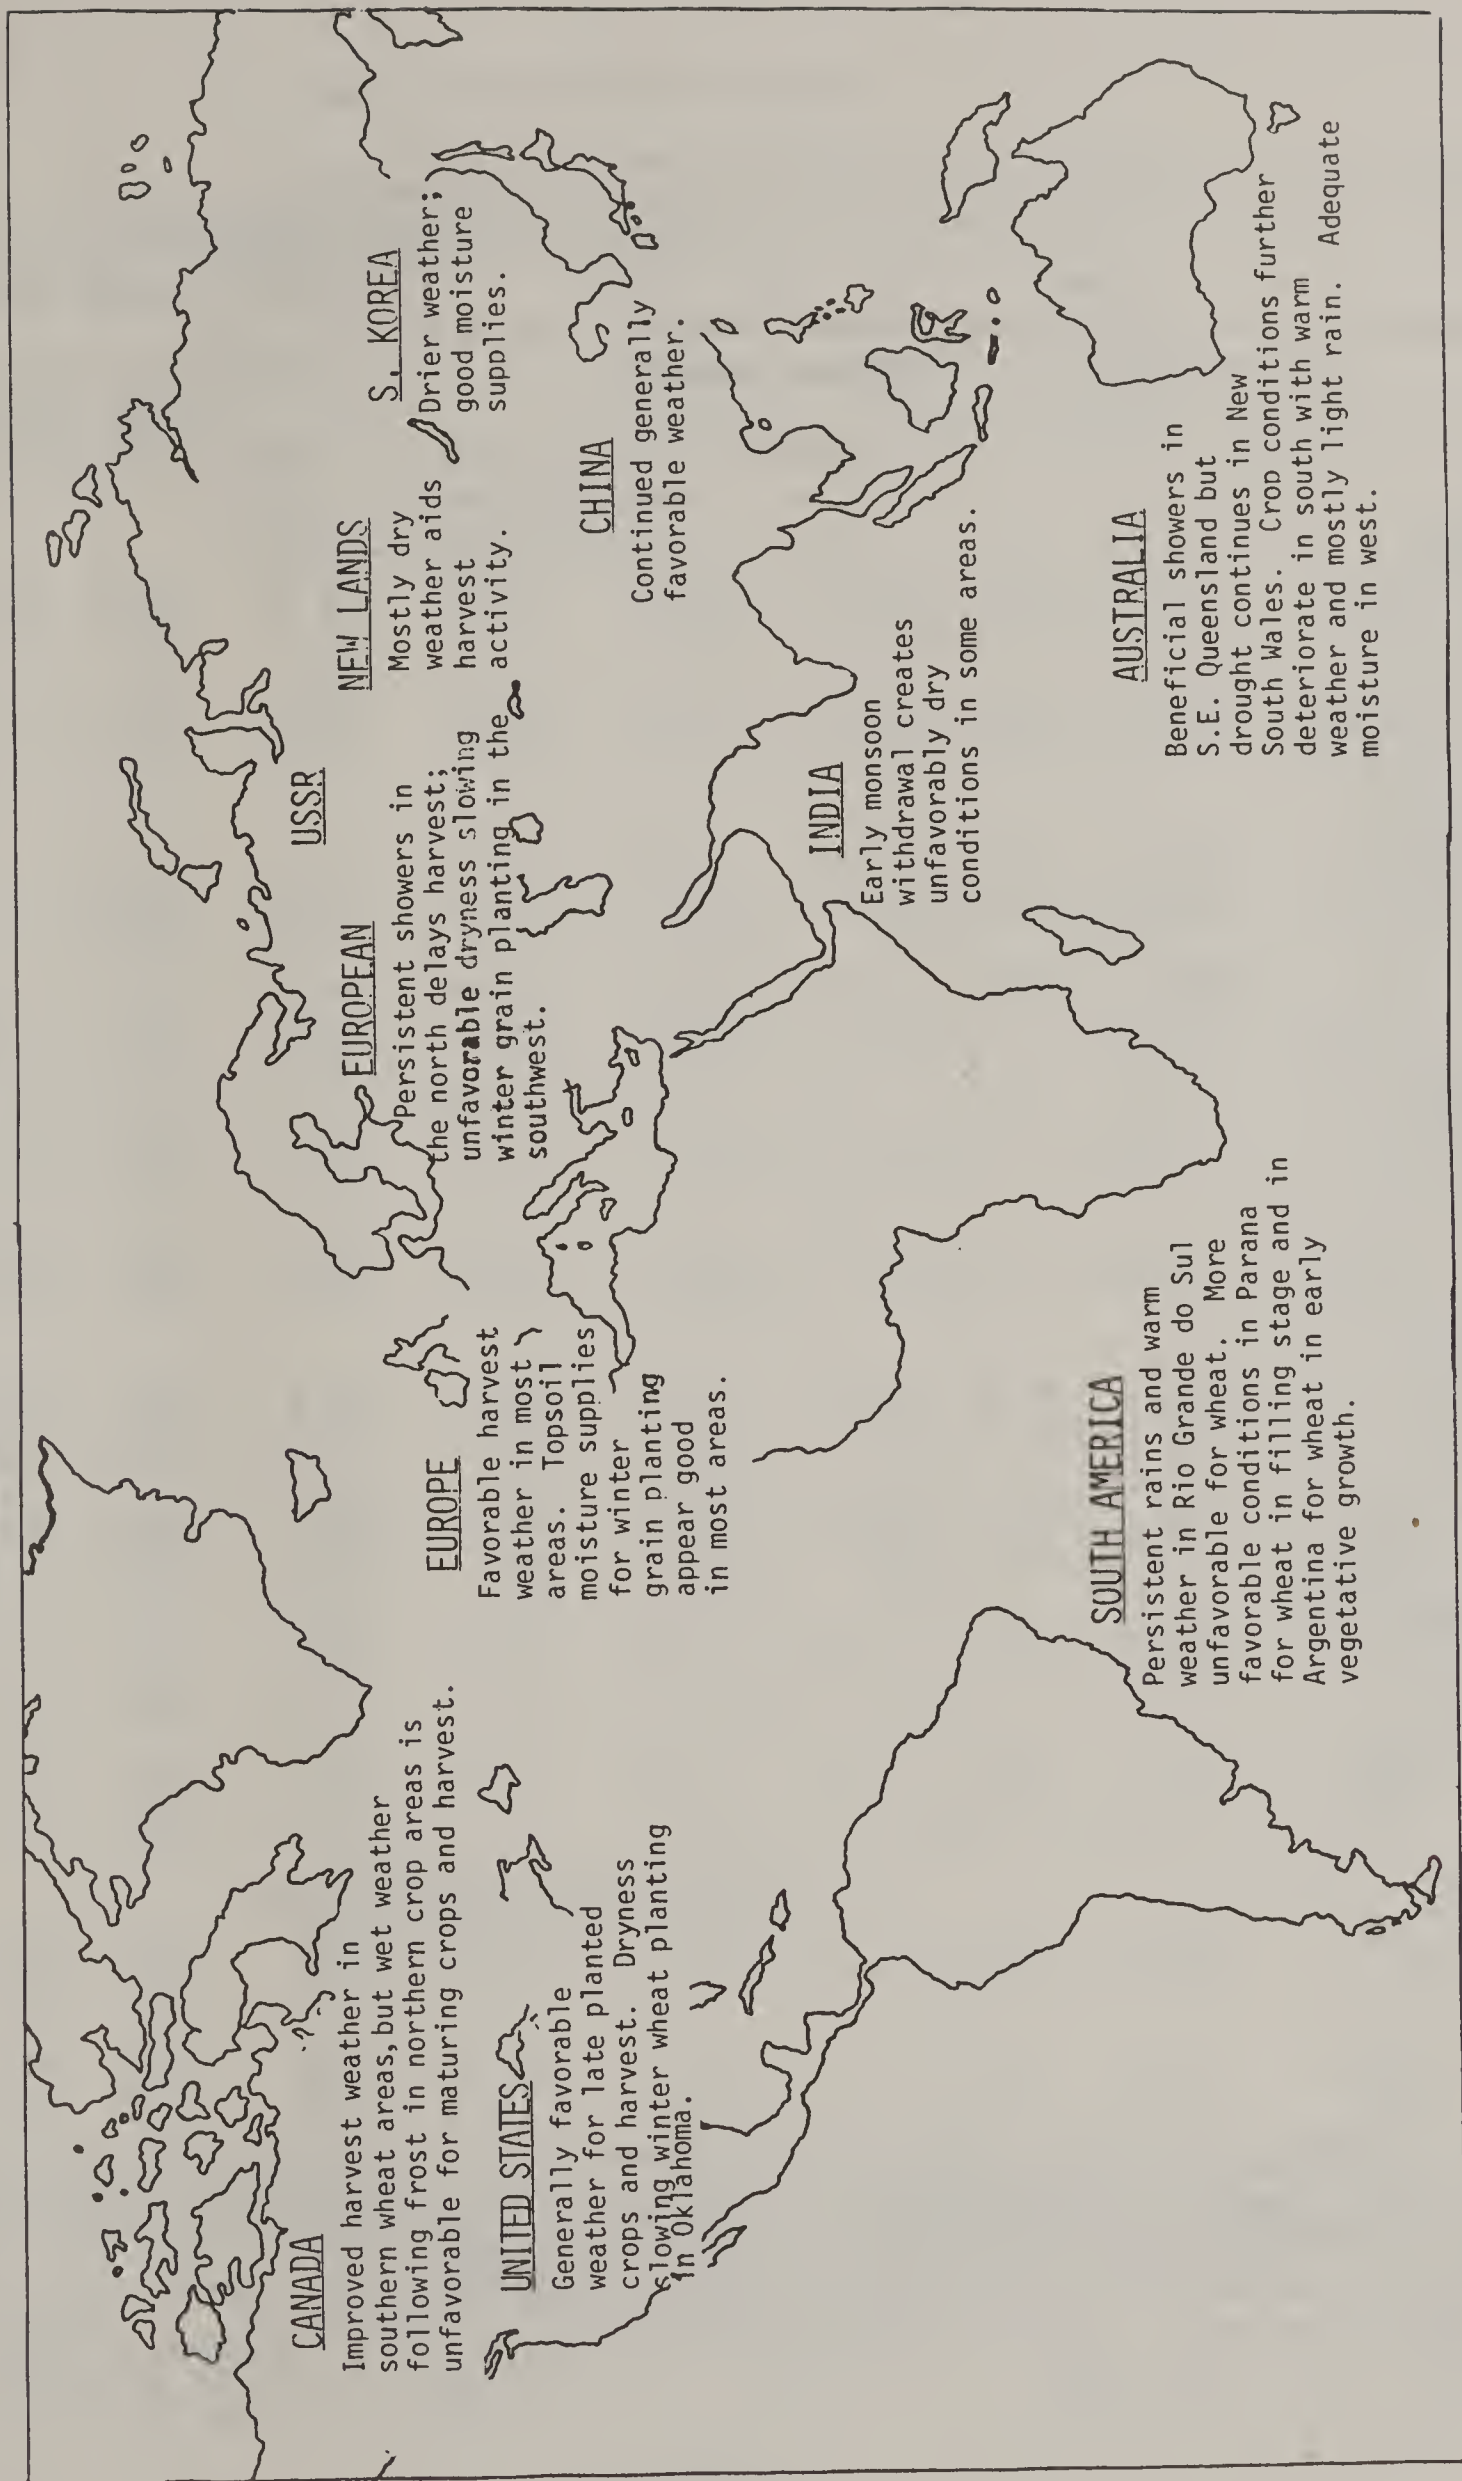 CANADA
Improved harvest weather in
southern wheat areas, but wet weather
following frost in northern crop areas is
unfavorable for maturing crops and harvest.
UNITED STATES
Generally favorable
weather for late planted
crops and harvest. Dryness
slowing winter wheat planting
in Oklahoma.
EUROPE
Favorable harvest
weather in most
areas. Topsoil
moisture supplies
for winter
grain planting
appear good
in most areas.
USSR
EUROPEAN
Persistent showers in
the north delays harvest;
unfavorable dryness slowing
winter grain planting in the
southwest.
NEW LANDS
Mostly dry
weather aids
harvest
activity.
S. KOREA
Drier weather;
good moisture
supplies.
CHINA
Continued generally
favorable weather.
INDIA
Early monsoon
withdrawal creates
unfavorably dry
conditions in some areas.
SOUTH AMERICA
Persistent rains and warm
weather in Rio Grande do Sul
unfavorable for wheat. More
favorable conditions in Parana
for wheat in filling stage and in
Argentina for wheat in early
vegetative growth.
AUSTRALIA
Beneficial showers in
S.E. Queensland but
drought continues in New
South Wales. Crop conditions further
deteriorate in south with warm
weather and mostly light rain. Adequate
moisture in west.